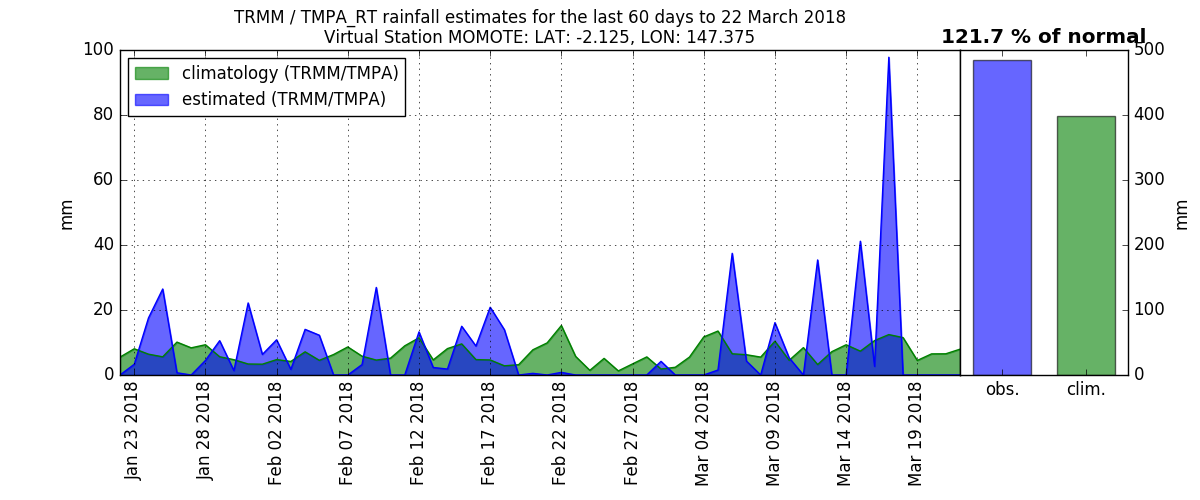 TRMM / TMPA_RT rainfall estimates for the last 60 days to 22 March 2018
Virtual Station MOMOTE: LAT: -2.125, LON: 147.375
121.7 % of normal
climatology (TRMM/TMPA)
estimated (TRMM/TMPA)
100
80
60
40
20
0
mm
500
400
300
200
100
0
mm
Jan 23 2018
Jan 28 2018
Feb 02 2018
Feb 07 2018
Feb 12 2018
Feb 17 2018
Feb 22 2018
Feb 27 2018
Mar 04 2018
Mar 09 2018
Mar 14 2018
Mar 19 2018
obs.
clim.